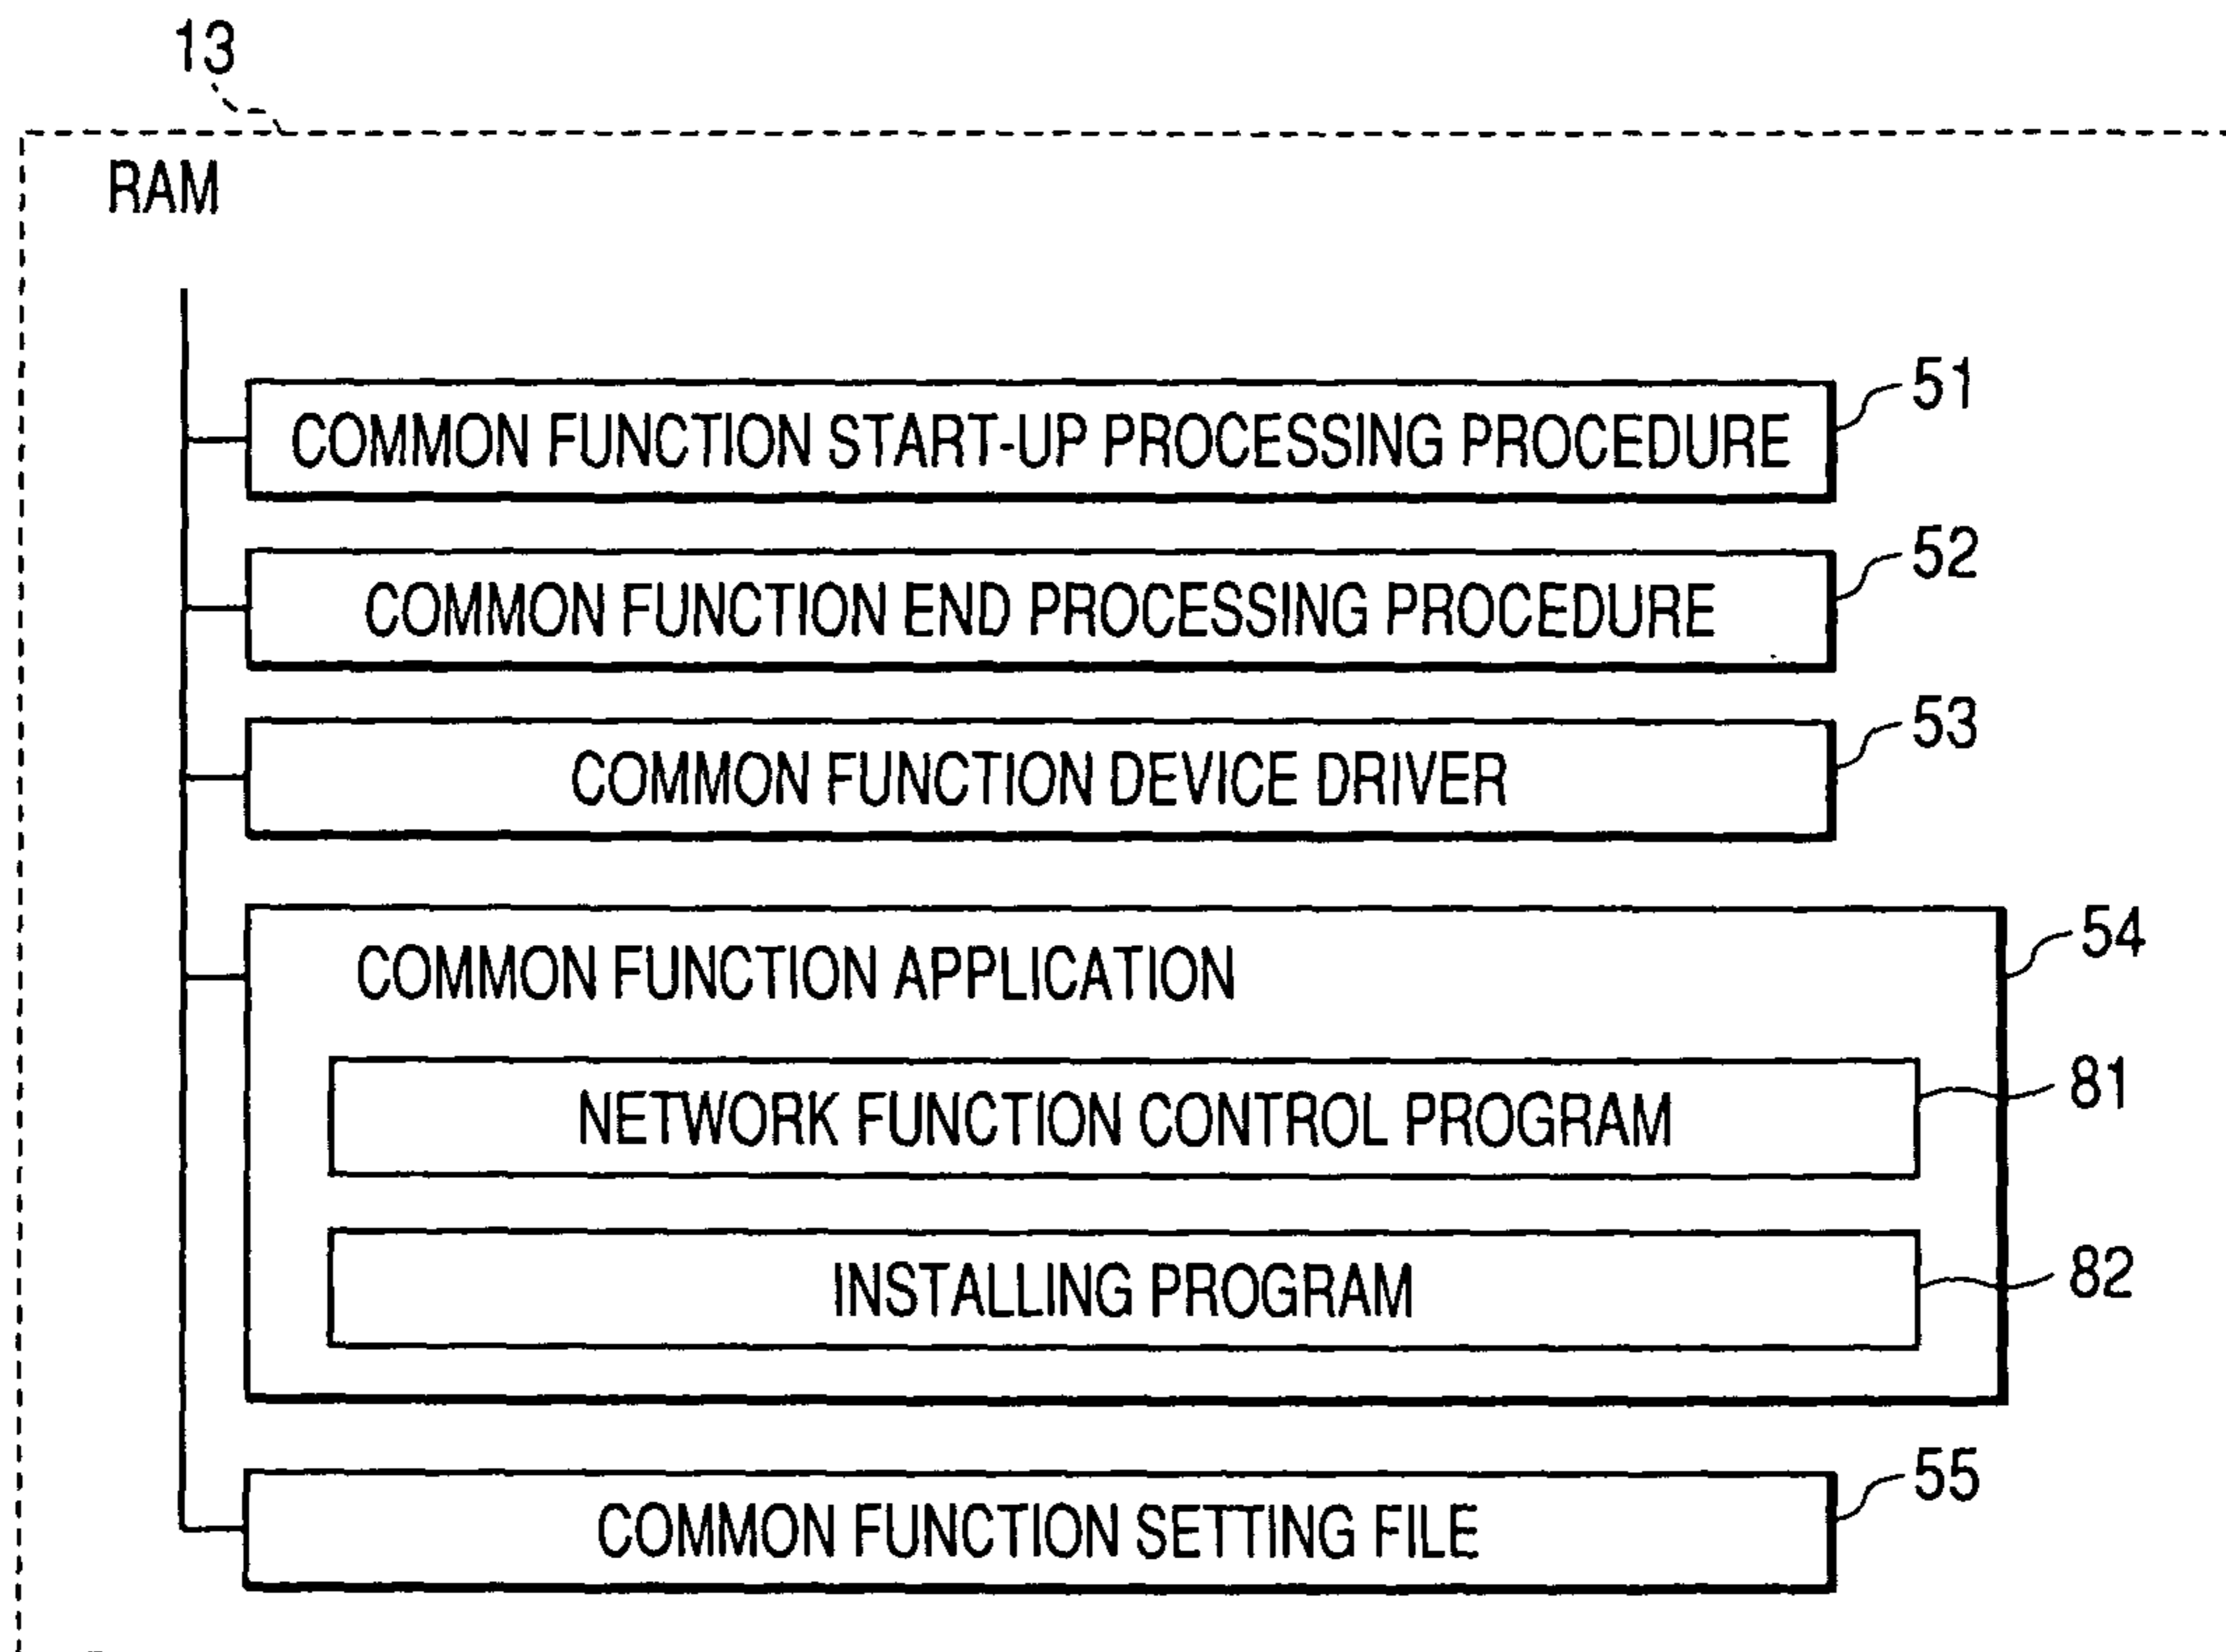 13
RAM
COMMON FUNCTION START-UP PROCESSING PROCEDURE
51
COMMON FUNCTION END PROCESSING PROCEDURE
52
COMMON FUNCTION DEVICE DRIVER
53
COMMON FUNCTION APPLICATION
54
NETWORK FUNCTION CONTROL PROGRAM
81
INSTALLING PROGRAM
82
COMMON FUNCTION SETTING FILE
55